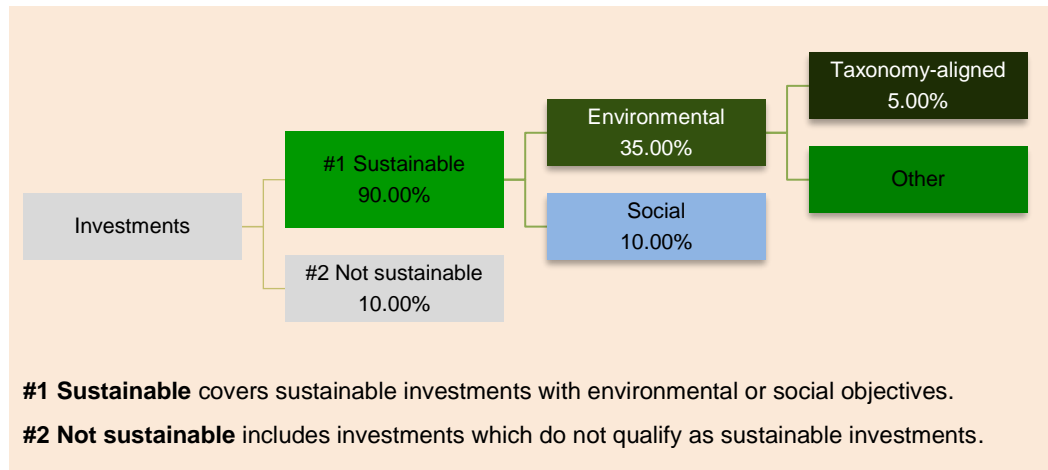 Taxonomy-aligned
5.00%
Environmental
35.00%
#1 Sustainable
90.00%
Other
Social
10.00%
Investments
#2 Not sustainable
10.00%
#1 Sustainable covers sustainable investments with environmental or social objectives.
#2 Not sustainable includes investments which do not qualify as sustainable investments.